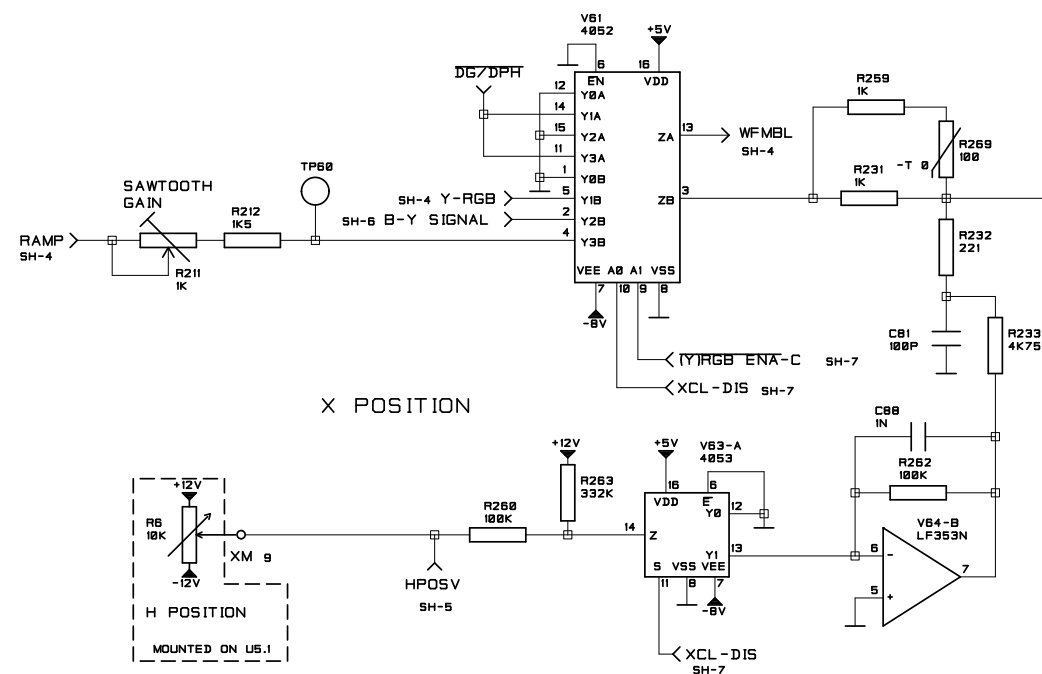 V61
4052
+5V
6
16
EN
VDD
DG/DPH
12
Y0A
14
Y1A
15
Y2A
11
Y3A
1
Y0B
5
Y1B
2
Y2B
4
Y3B
ZA
13
WFMBL
SH-4
ZB
3
SH-4 Y-RGB
SH-6 B-Y SIGNAL
VEE A0 A1 VSS
7
10
9
8
-8V
R259
1K
R269
100
-T 0
R231
1K
R232
221
C81
100P
R233
4K75
TP60
SAWTOOTH
GAIN
R212
1K5
RAMP
SH-4
R211
1K
(Y)RGB ENA-C SH-7
XCL-DIS SH-7
X POSITION
+12V
R263
332K
+5V
V63-A
4053
16
6
VDD
E
Y0
12
14
Z
Y1
13
S VSS VEE
11
8
7
-8V
XCL-DIS
SH-7
C88
1N
R262
100K
V64-B
LF353N
6
-
5
+
7
+12V
R6
10K
-12V
XM 9
R260
100K
HPOSV
SH-5
H POSITION
MOUNTED ON U5.1